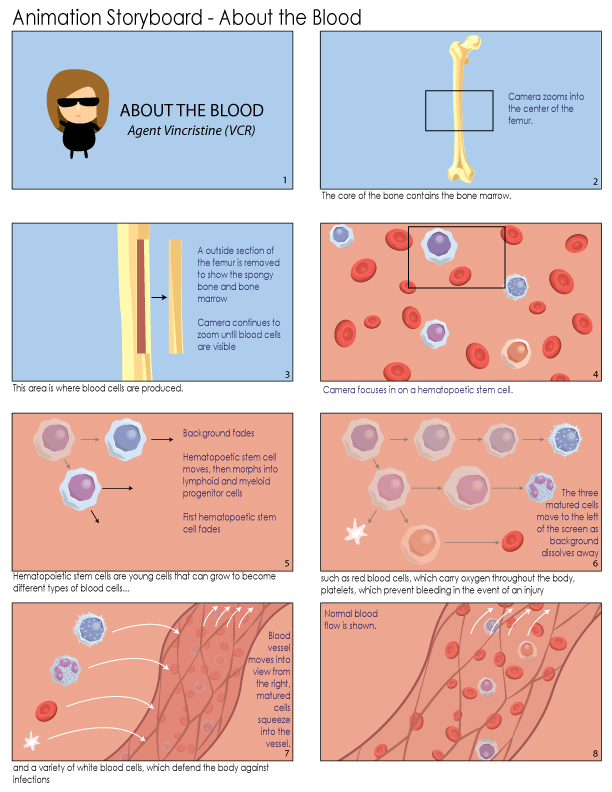 Animation Storyboard - About the Blood
ABOUT THE BLOOD
Agent Vincristine (VCR)
1
Camera zooms into
the center of the
femur.
2
The core of the bone contains the bone marrow.
A outside section of
the femur is removed
to show the spongy
bone and bone
marrow
Camera continues to
zoom until blood cells
are visible
3
This area is where blood cells are produced.
4
Camera focuses in on a hematopoetic stem cell.
Background fades
Hematopoetic stem cell
moves, then morphs into
lymphoid and myeloid
progenitor cells
First hematopoetic stem
cell fades
5
Hematopoietic stem cells are young cells that can grow to become
different types of blood cells...
The three
matured cells
move to the left
of the screen as
background
dissolves away
6
such as red blood cells, which carry oxygen throughout the body,
platelets, which prevent bleeding in the event of an injury
Blood
vessel
moves into
view from
the right,
matured
cells
squeeze
into the
vessel.
7
and a variety of white blood cells, which defend the body against
infections
Normal blood
flow is shown.
8